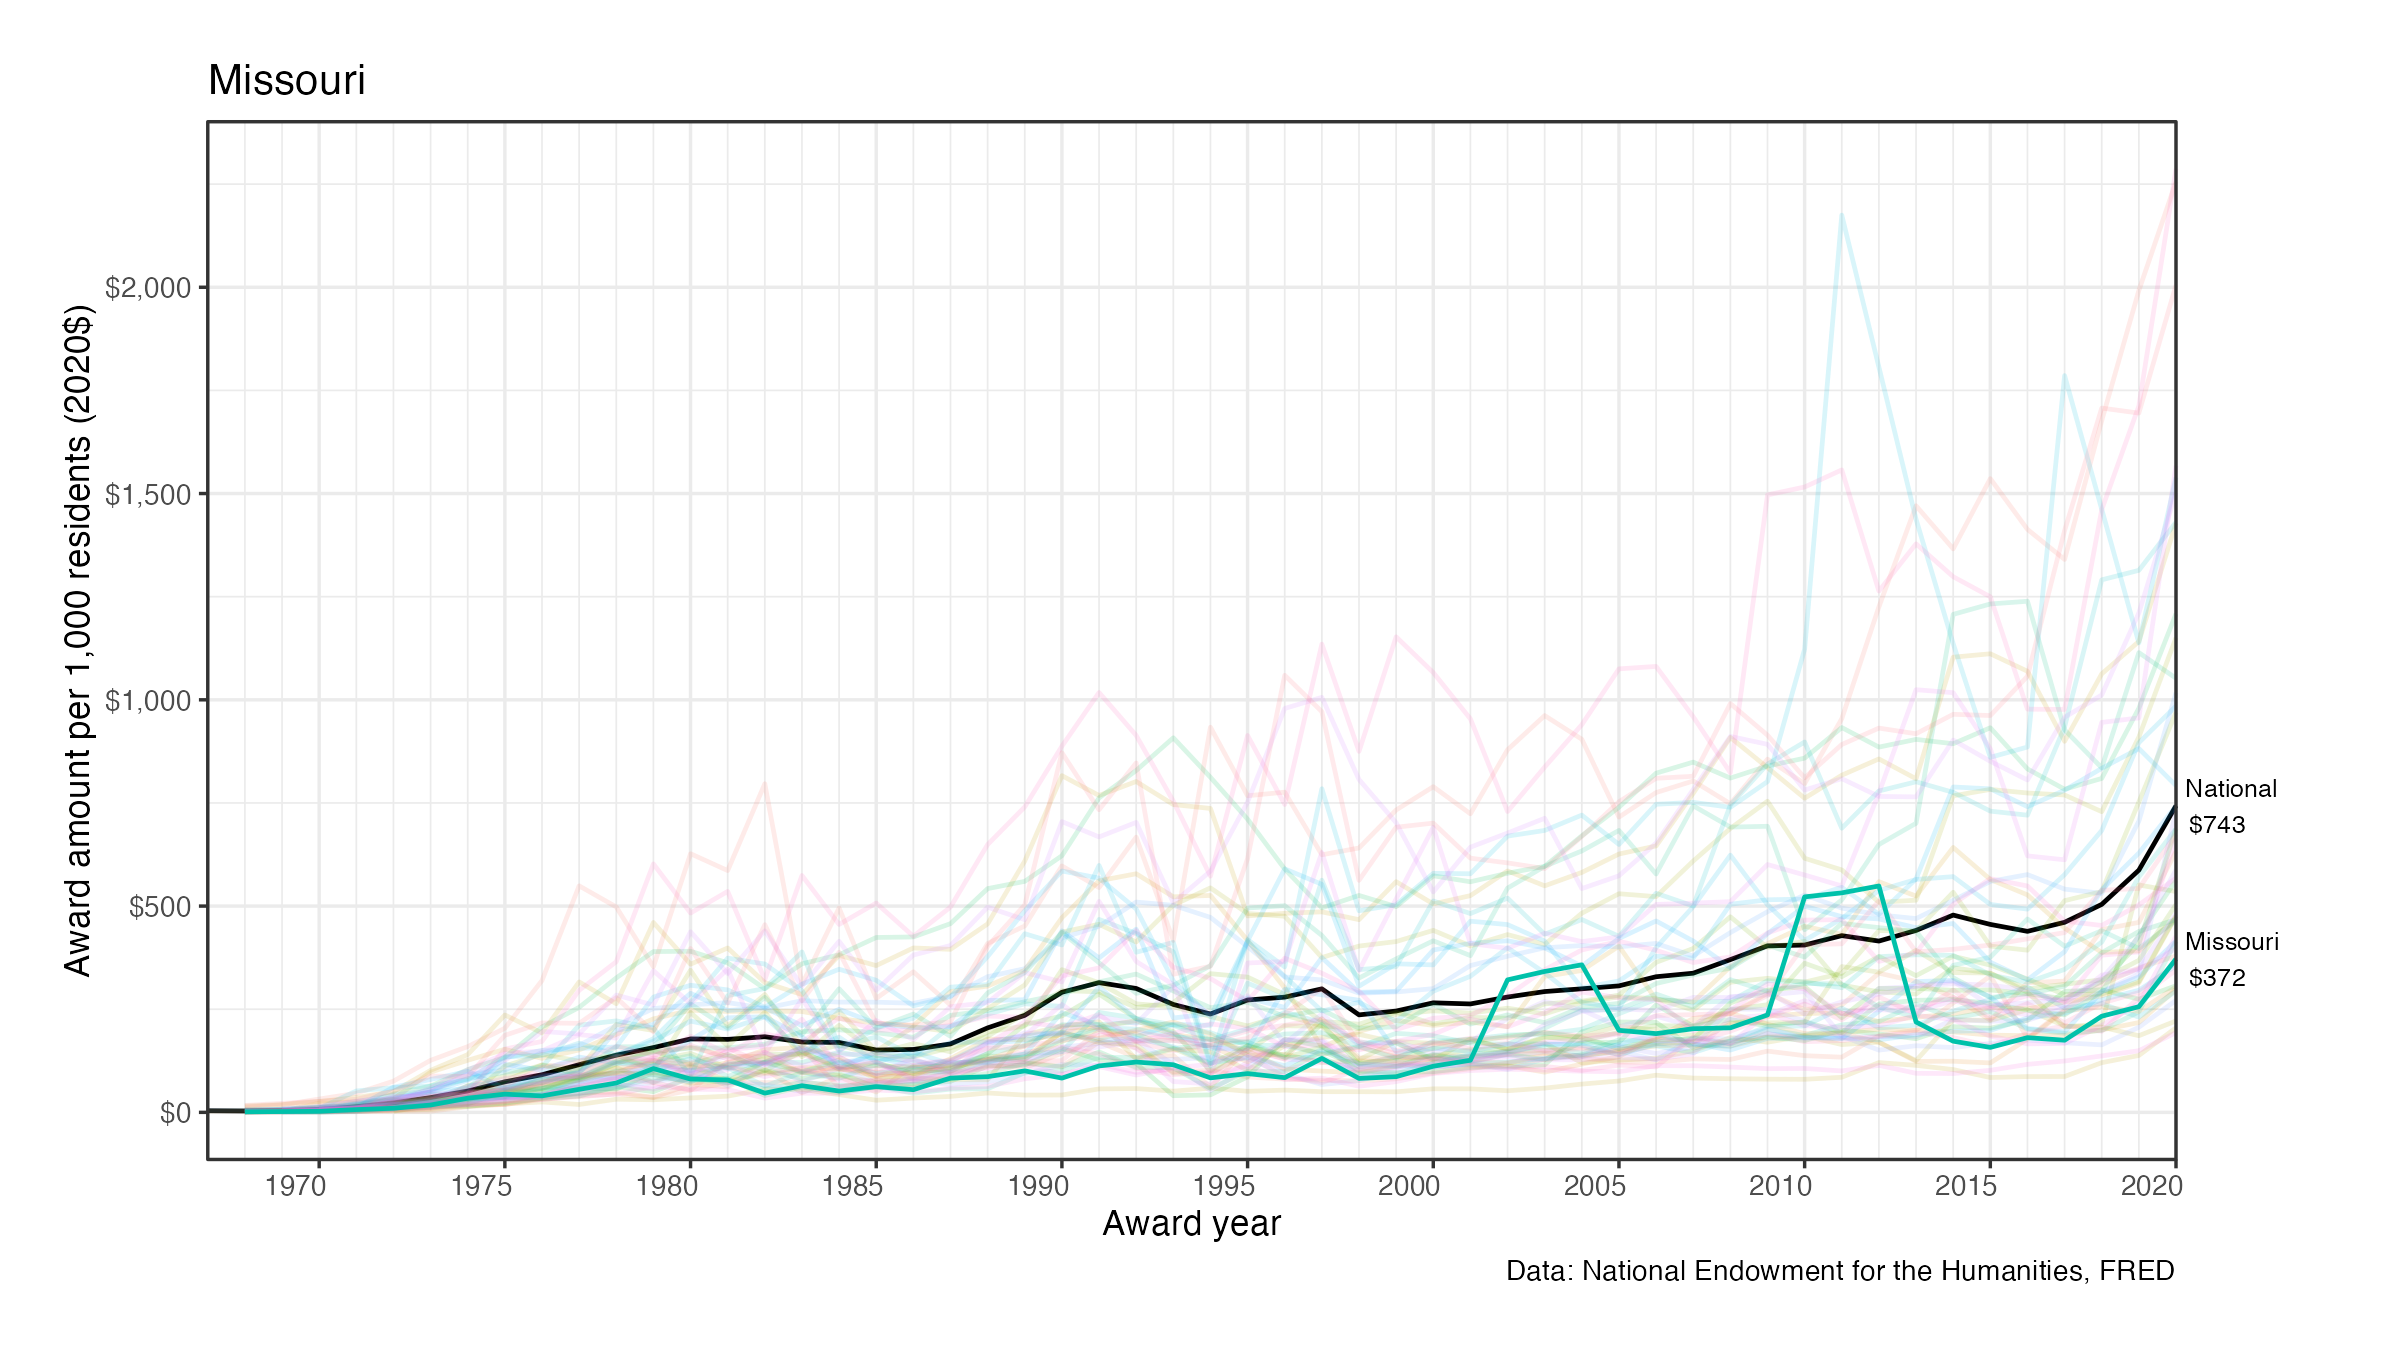 Missouri
Award amount per 1,000 residents (2020$)
$2,000
$1,500
$1,000
$500
$0
National
$743
Missouri
$372
1970 1975 1980 1985 1990 1995 2000 2005 2010 2015 2020
Award year
Data: National Endowment for the Humanities, FRED